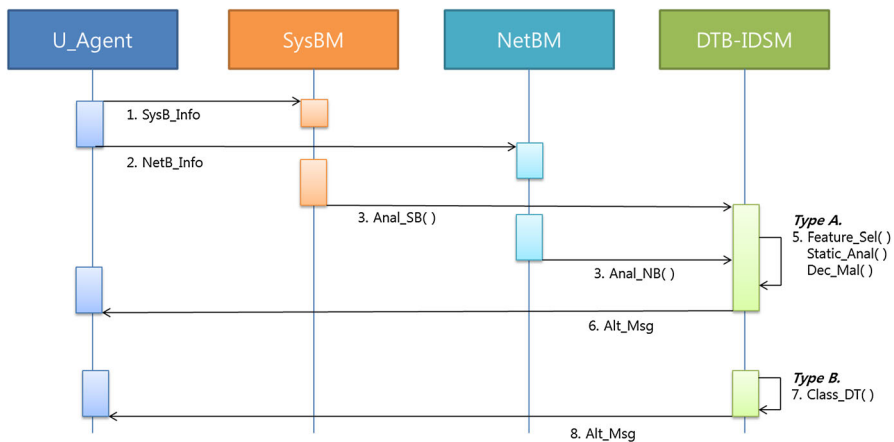 U_Agent
SysBM
NetBM
DTB-IDSM
1. SysB_Info
2. NetB_Info
3. Anal_SB( )
Type A.
5. Feature_Sel( )
Static_Anal( )
Dec_Mal( )
3. Anal_NB( )
6. Alt_Msg
Type B.
7. Class_DT( )
8. Alt_Msg